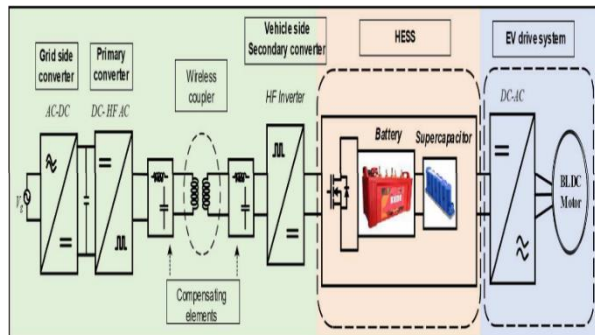 Grid side
converter
AC-DC
Primary
converter
DC- HF AC
Wireless
coupler
Vehicle side
Secondary converter
HF Inverter
HESS
Battery
Supercapacitor
EV drive system
DC-AC
BLDC
Motor
Vg
Compensating
elements